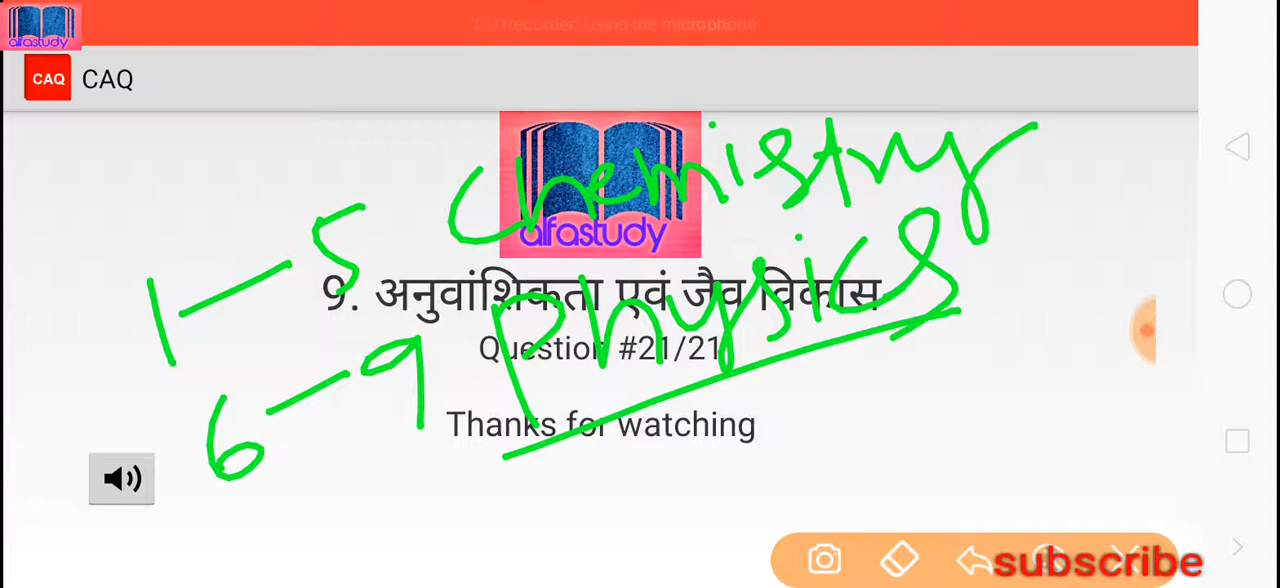 "DU Recorder".Using the microphone
alfastudy
CAQ CAQ
1-5 Chemistry
alfastudy
9. अनुवांशिकता एवं जैव विकास
6-9 Physics
Question #21/21
Thanks for watching
subscribe